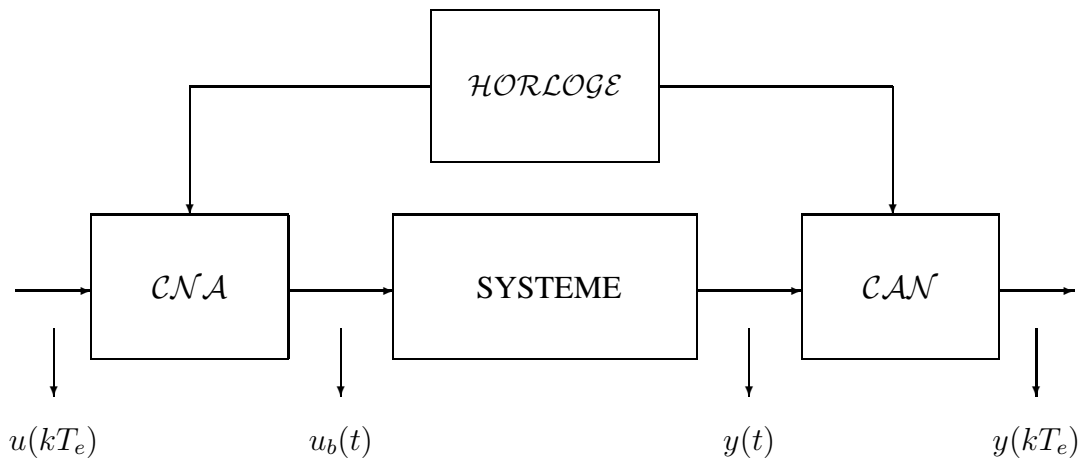 HORLOGE
CNA
SYSTEME
CAN
u(kT_e)
u_b(t)
y(t)
y(kT_e)